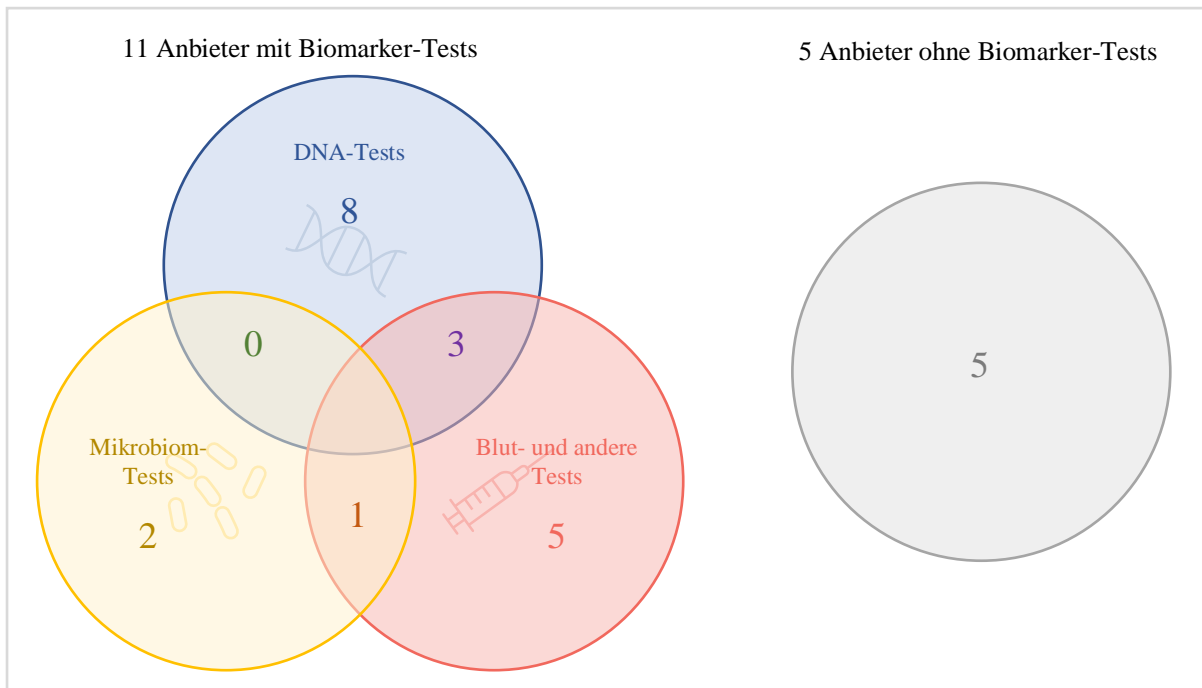 11 Anbieter mit Biomarker-Tests
5 Anbieter ohne Biomarker-Tests
DNA-Tests
8
0
3
5
Mikrobiom-
Tests
2
1
Blut- und andere
Tests
5